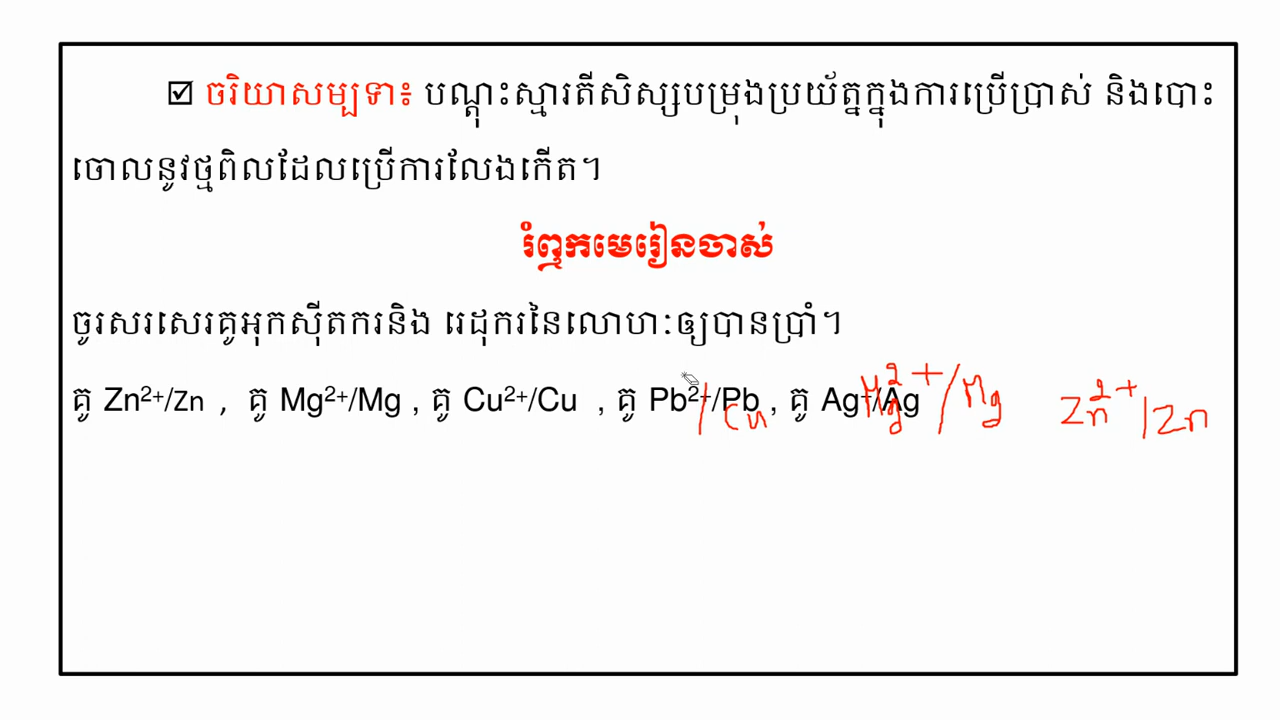 ☑ ចរិយាសម្បទា៖ បណ្ដុះស្មារតីសិស្សបម្រុងប្រយ័ត្នក្នុងការប្រើប្រាស់ និងបោះ
ចោលនូវថ្មពិលដែលប្រើការលែងកើត។
រំឭកមេរៀនចាស់
ចូរសរសេរគូអុកស៊ីតករនិង រេដុករនៃលោហៈឲ្យបានប្រាំ។
គូ Zn²⁺/Zn , គូ Mg²⁺/Mg , គូ Cu²⁺/Cu , គូ Pb²⁺/Pb , គូ Ag⁺/Ag
/Cu Mg²⁺/Mg Zn²⁺/Zn